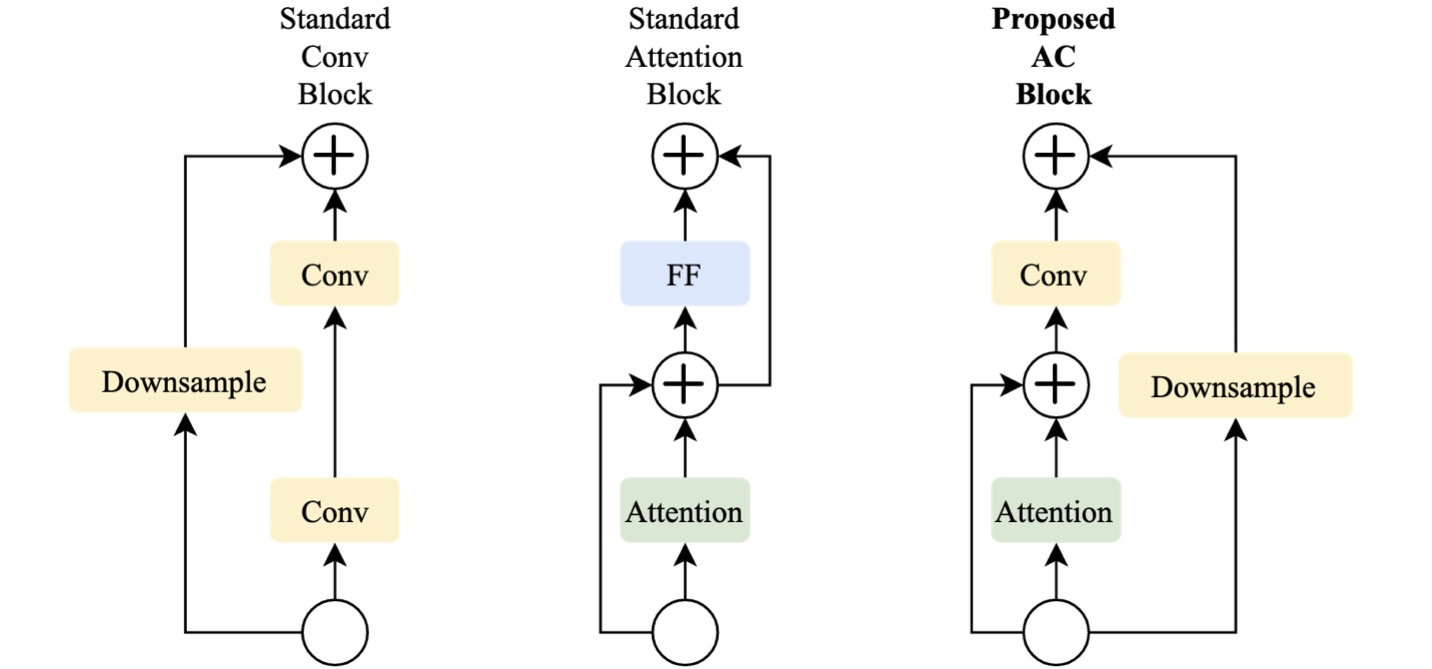 Standard
Conv
Block
Conv
Downsample
Conv
Standard
Attention
Block
FF
Attention
Proposed
AC
Block
Conv
Downsample
Attention